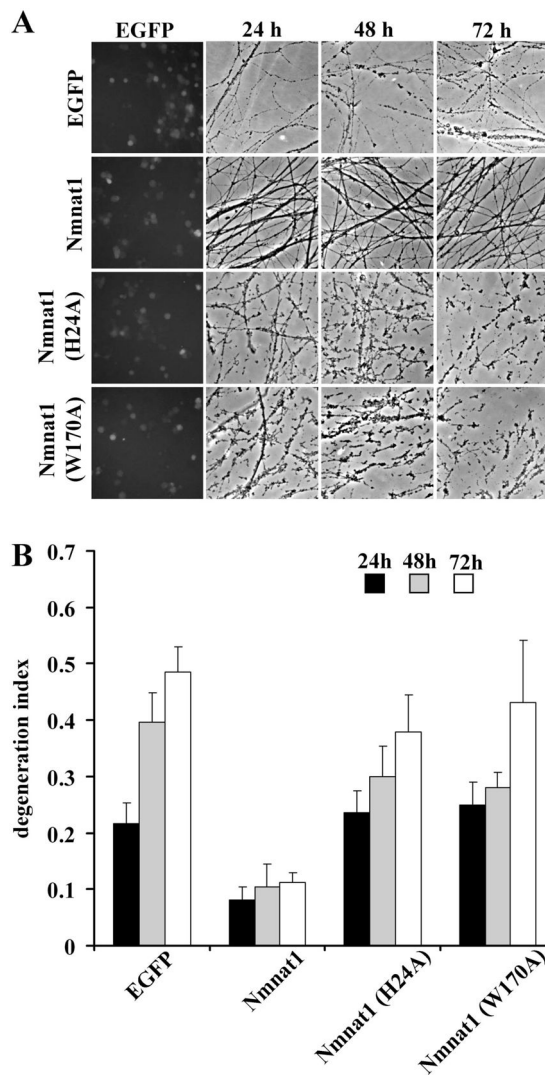 A
EGFP 24 h 48 h 72 h
EGFP
Nmnat1
Nmnat1
(H24A)
Nmnat1
(W170A)
B
0.7
0.6
0.5
0.4
0.3
0.2
0.1
0
degeneration index
24h 48h 72h
EGFP
Nmnat1
Nmnat1 (H24A)
Nmnat1 (W170A)